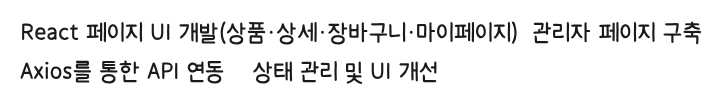 React 페이지 UI 개발(상품·상세·장바구니·마이페이지) 관리자 페이지 구축
Axios를 통한 API 연동 상태 관리 및 UI 개선